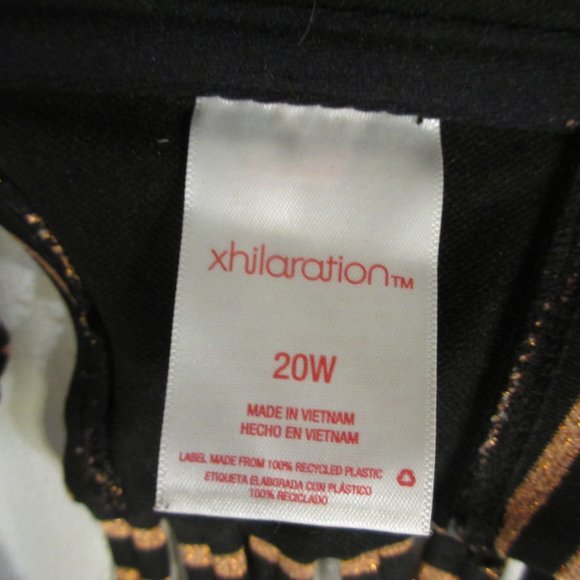 xhilaration™
20W
MADE IN VIETNAM
HECHO EN VIETNAM
LABEL MADE FROM 100% RECYCLED PLASTIC
ETIQUETA ELABORADA CON PLÁSTICO
100% RECICLADO